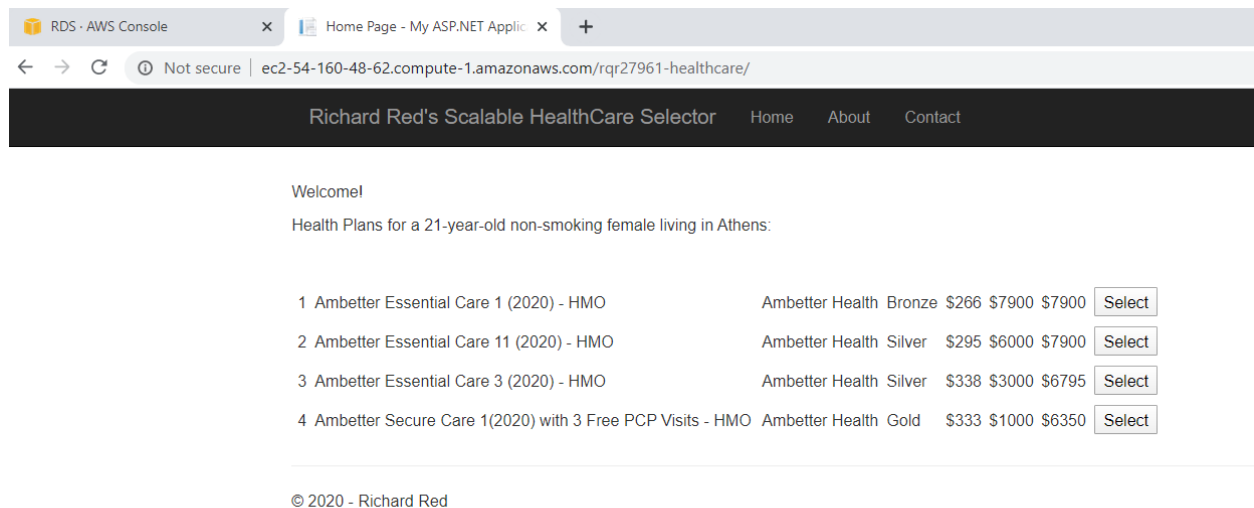 RDS · AWS Console
Home Page - My ASP.NET Applic
Not secure | ec2-54-160-48-62.compute-1.amazonaws.com/rqr27961-healthcare/
Richard Red's Scalable HealthCare Selector Home About Contact
Welcome!
Health Plans for a 21-year-old non-smoking female living in Athens:
1 Ambetter Essential Care 1 (2020) - HMO Ambetter Health Bronze $266 $7900 $7900 Select
2 Ambetter Essential Care 11 (2020) - HMO Ambetter Health Silver $295 $6000 $7900 Select
3 Ambetter Essential Care 3 (2020) - HMO Ambetter Health Silver $338 $3000 $6795 Select
4 Ambetter Secure Care 1(2020) with 3 Free PCP Visits - HMO Ambetter Health Gold $333 $1000 $6350 Select
© 2020 - Richard Red